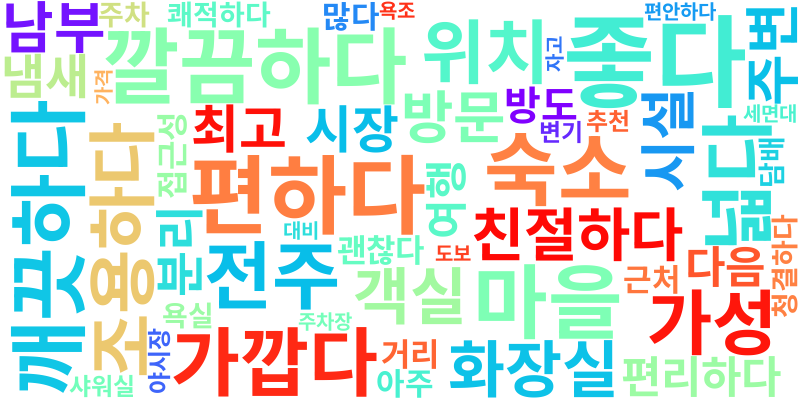 남부
주차
쾌적하다
많다
욕조
편안하다
깔끔하다
위치
좋다
주변
냄새
가격
자고
최고
시장
방문
방도
변기
추천
시설
세면대
깨끗하다
조용하다
접근성
편하다
여행
숙소
넓다
담배
분리
대비
전주
괜찮다
도보
친절하다
다음
청결하다
객실
마을
근처
가성
욕실
주차장
야시장
가깝다
거리
화장실
편리하다
샤워실
아주